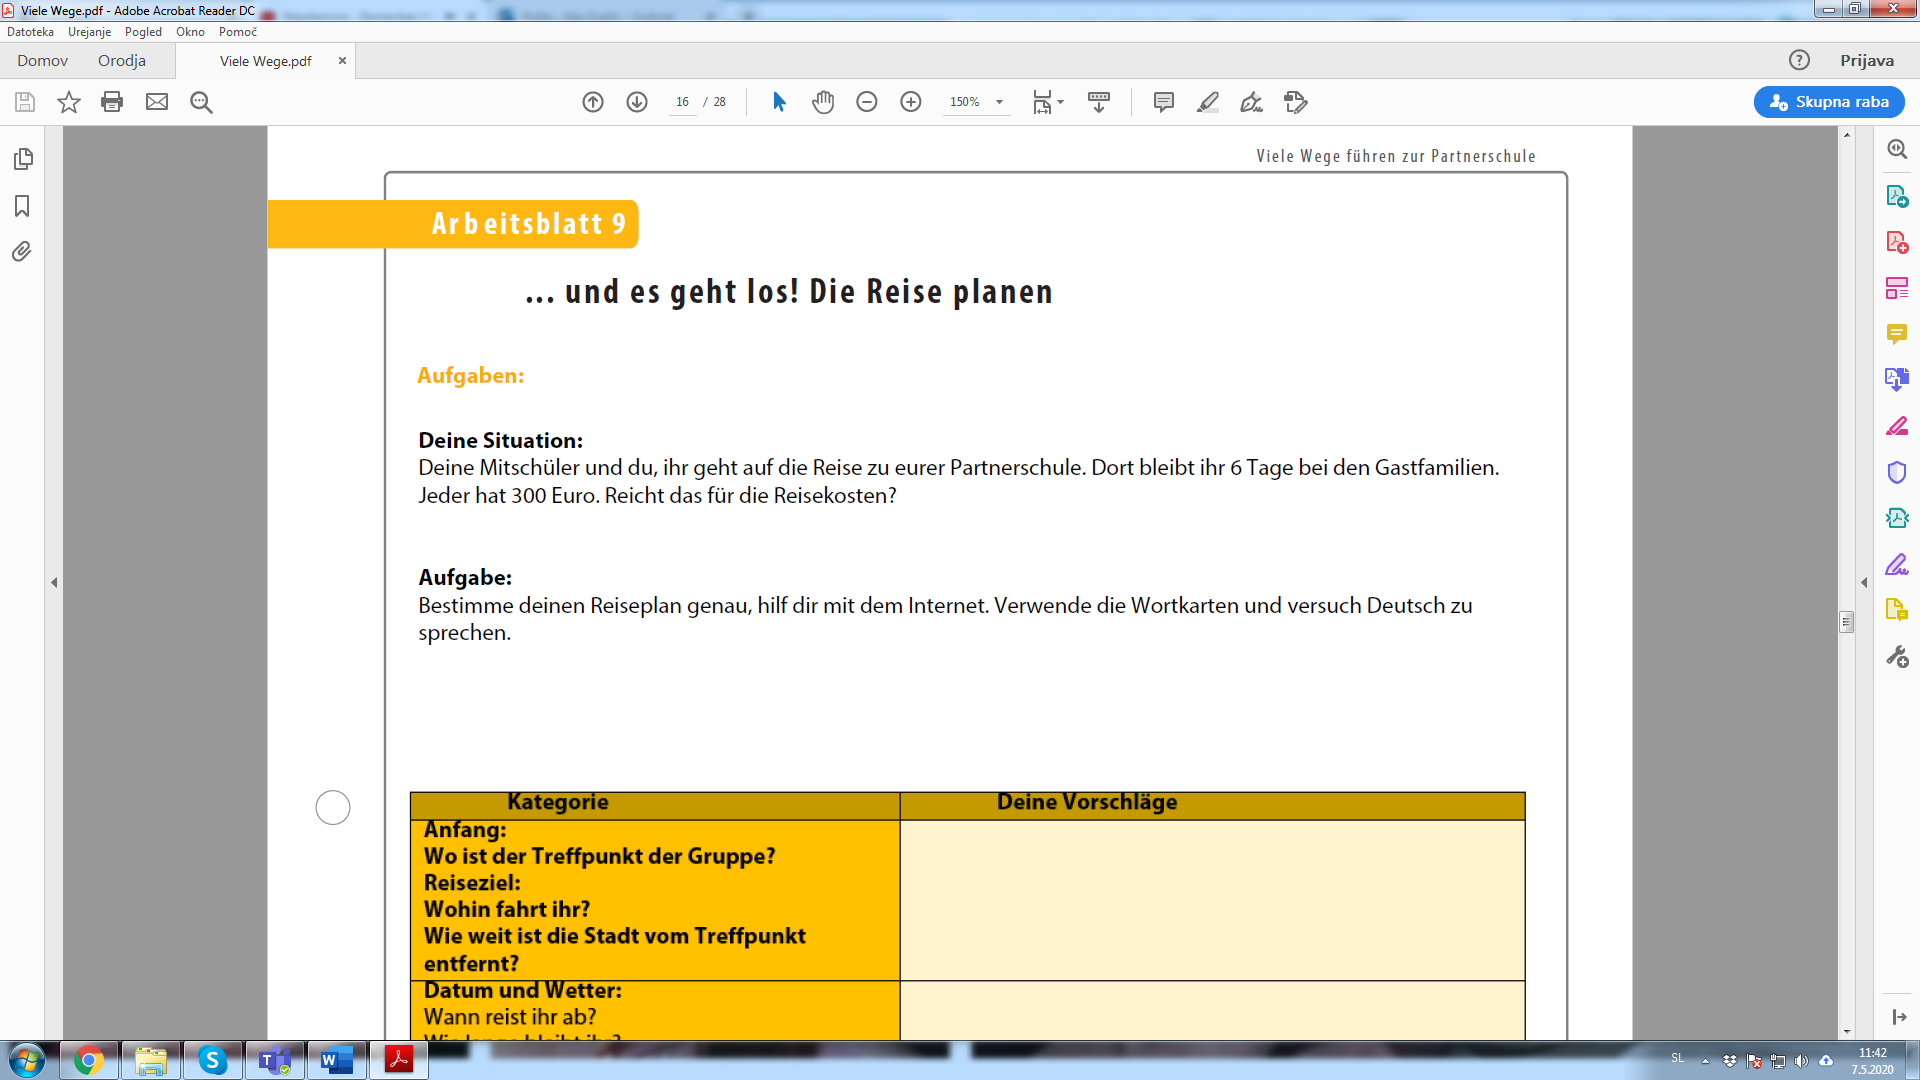 Viele Wege.pdf - Adobe Acrobat Reader DC
Datoteka Urejanje Pogled Okno Pomoč
Domov Orodja Viele Wege.pdf Prijava
16 / 28 150% Skupna raba
Viele Wege führen zur Partnerschule
Arbeitsblatt 9
... und es geht los! Die Reise planen
Aufgaben:
Deine Situation:
Deine Mitschüler und du, ihr geht auf die Reise zu eurer Partnerschule. Dort bleibt ihr 6 Tage bei den Gastfamilien.
Jeder hat 300 Euro. Reicht das für die Reisekosten?
Aufgabe:
Bestimme deinen Reiseplan genau, hilf dir mit dem Internet. Verwende die Wortkarten und versuch Deutsch zu
sprechen.
Kategorie Deine Vorschläge
Anfang:
Wo ist der Treffpunkt der Gruppe?
Reiseziel:
Wohin fahrt ihr?
Wie weit ist die Stadt vom Treffpunkt
entfernt?
Datum und Wetter:
Wann reist ihr ab?
Wie lange bleibt ihr?
SL 11:42
7.5.2020